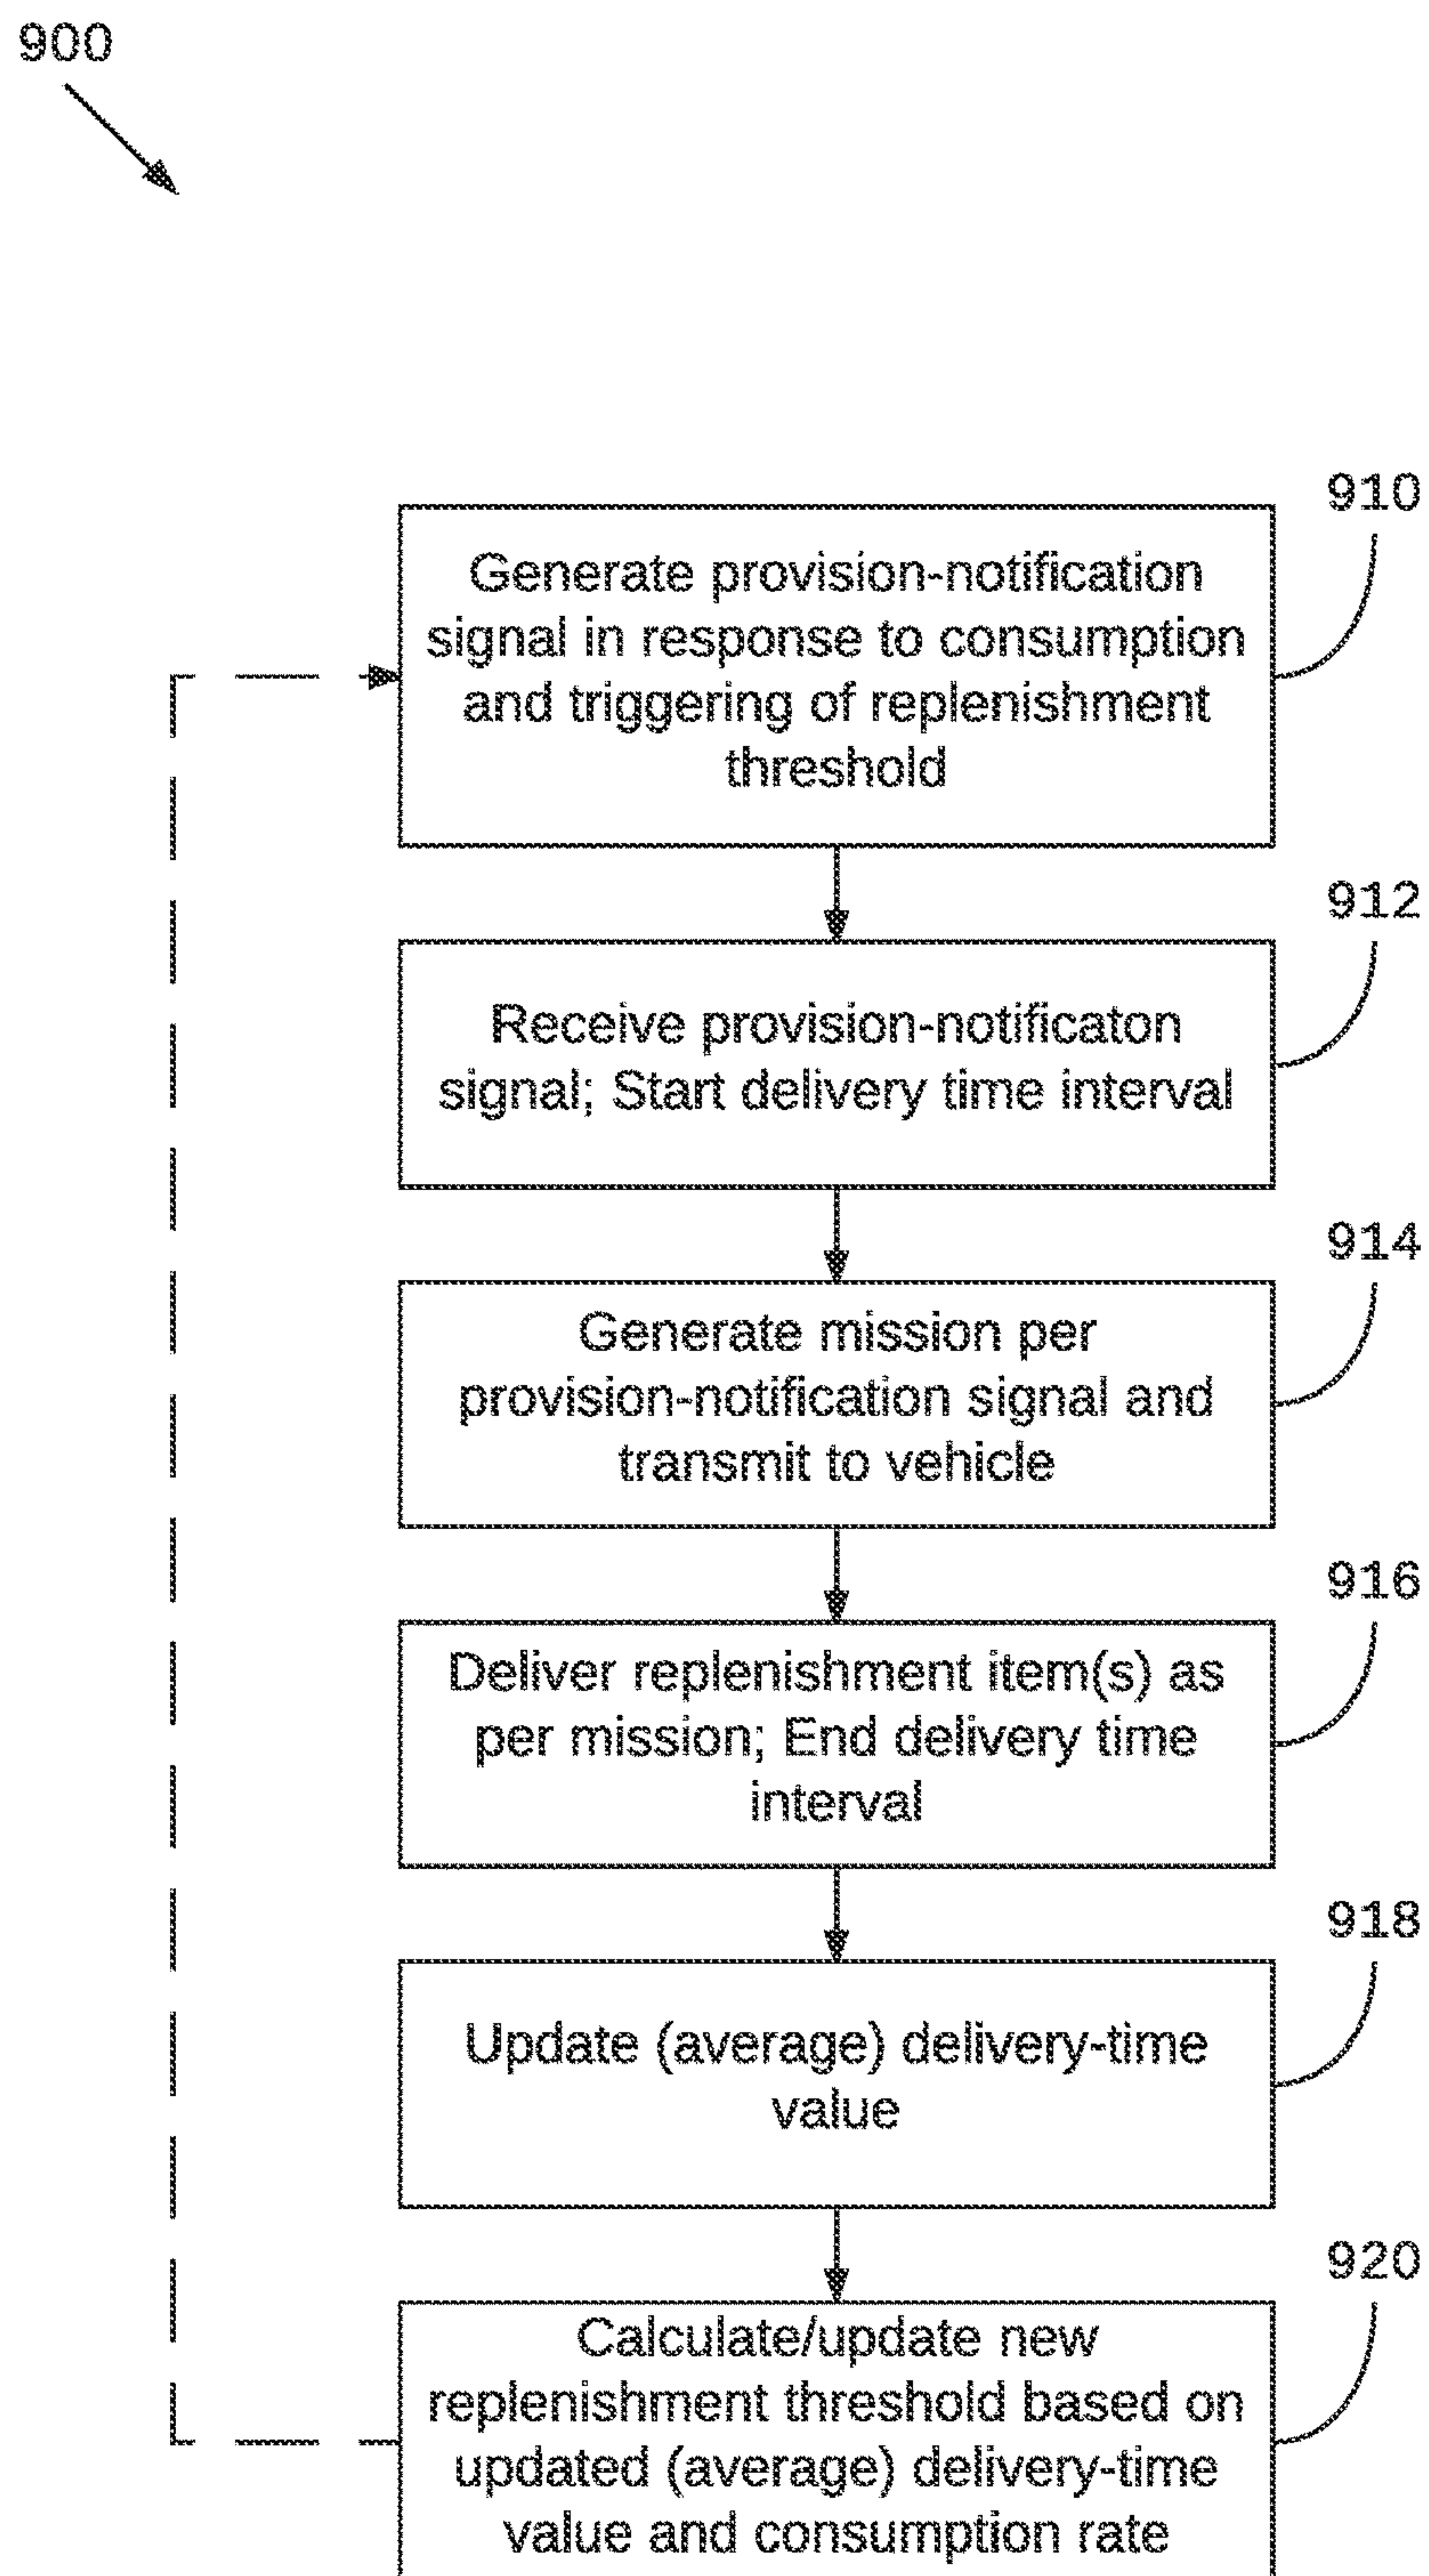 900
910
Generate provision-notification
signal in response to consumption
and triggering of replenishment
threshold
912
Receive provision-notificaton
signal; Start delivery time interval
914
Generate mission per
provision-notification signal and
transmit to vehicle
916
Deliver replenishment item(s) as
per mission; End delivery time
interval
918
Update (average) delivery-time
value
920
Calculate/update new
replenishment threshold based on
updated (average) delivery-time
value and consumption rate